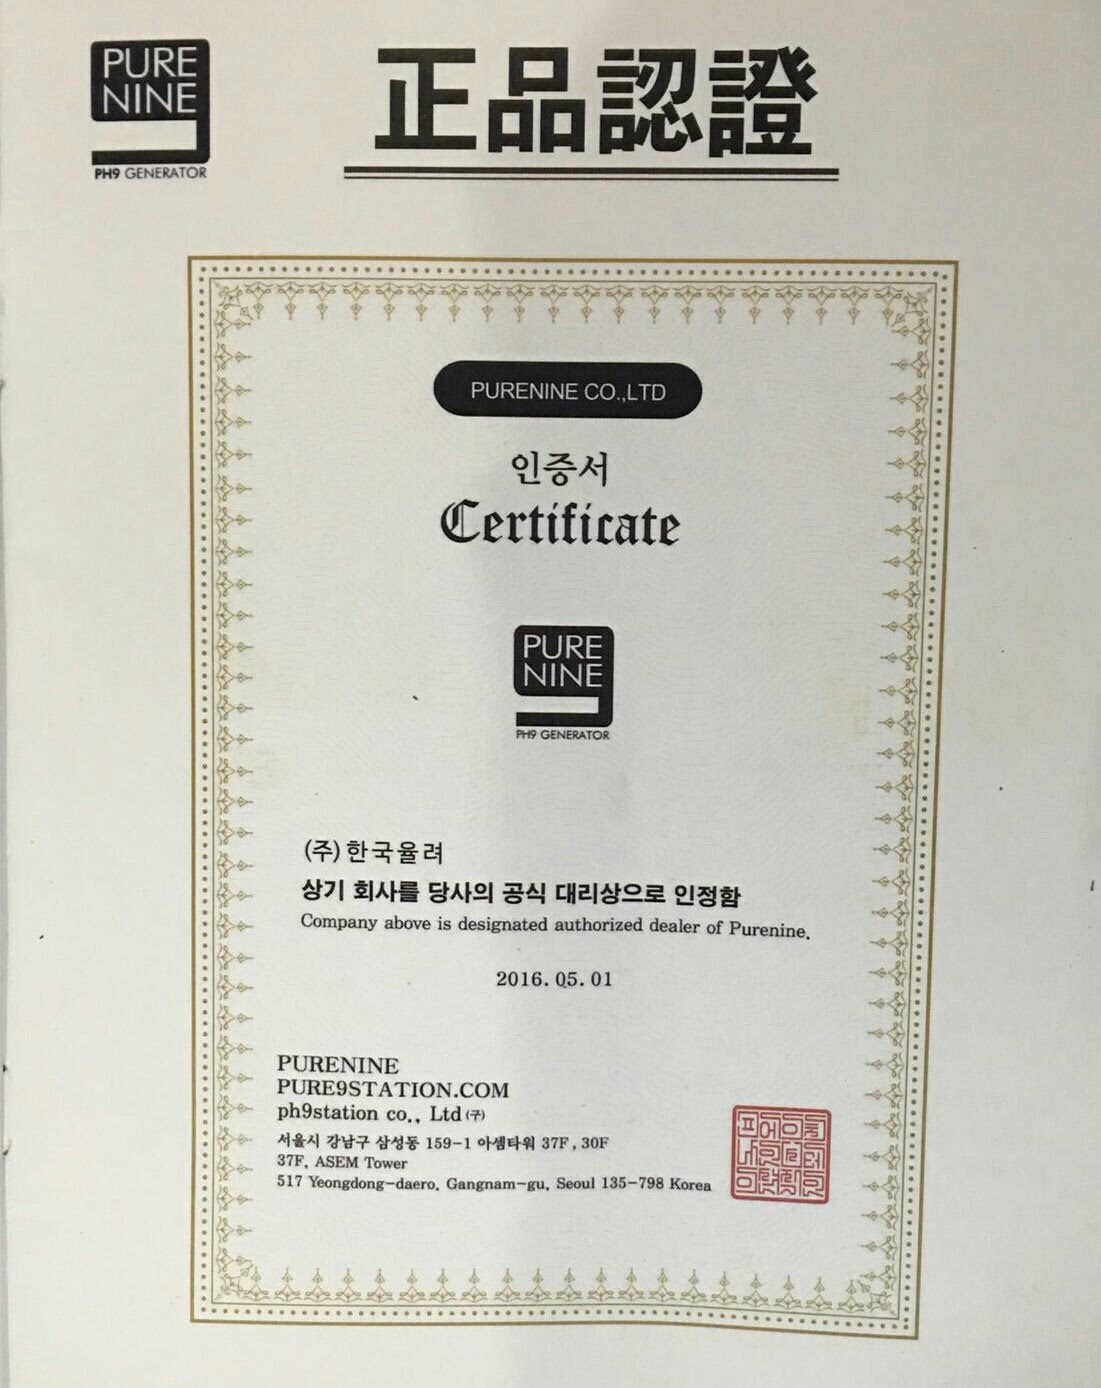 PURE
NINE
PH9 GENERATOR
正品認證
PURENINE CO.,LTD
인증서
Certificate
PURE
NINE
PH9 GENERATOR
(주)한국율려
상기 회사를 당사의 공식 대리상으로 인정함
Company above is designated authorized dealer of Purenine.
2016.05.01
PURENINE
PURE9STATION.COM
ph9station co., Ltd (구)
서울시 강남구 삼성동 159-1 아셈타워 37F, 30F
37F, ASEM Tower
517 Yeongdong-daero, Gangnam-gu, Seoul 135-798 Korea